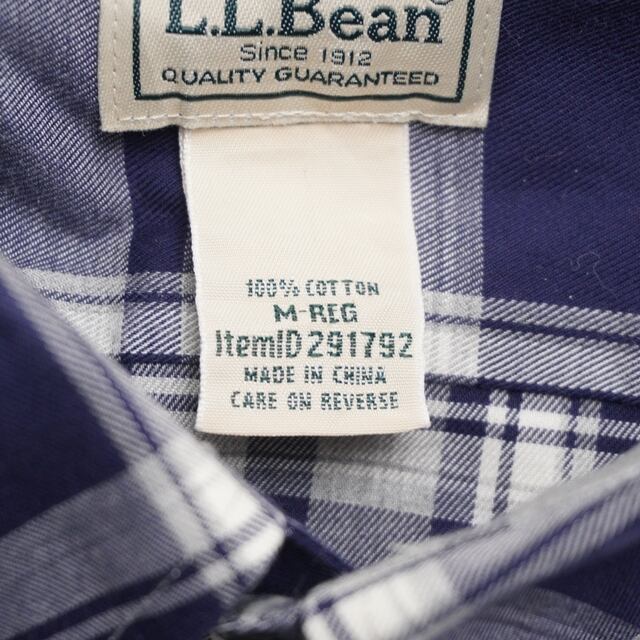 L.L.Bean
Since 1912
QUALITY GUARANTEED
100% COTTON
M-REG
ItemID 291792
MADE IN CHINA
CARE ON REVERSE